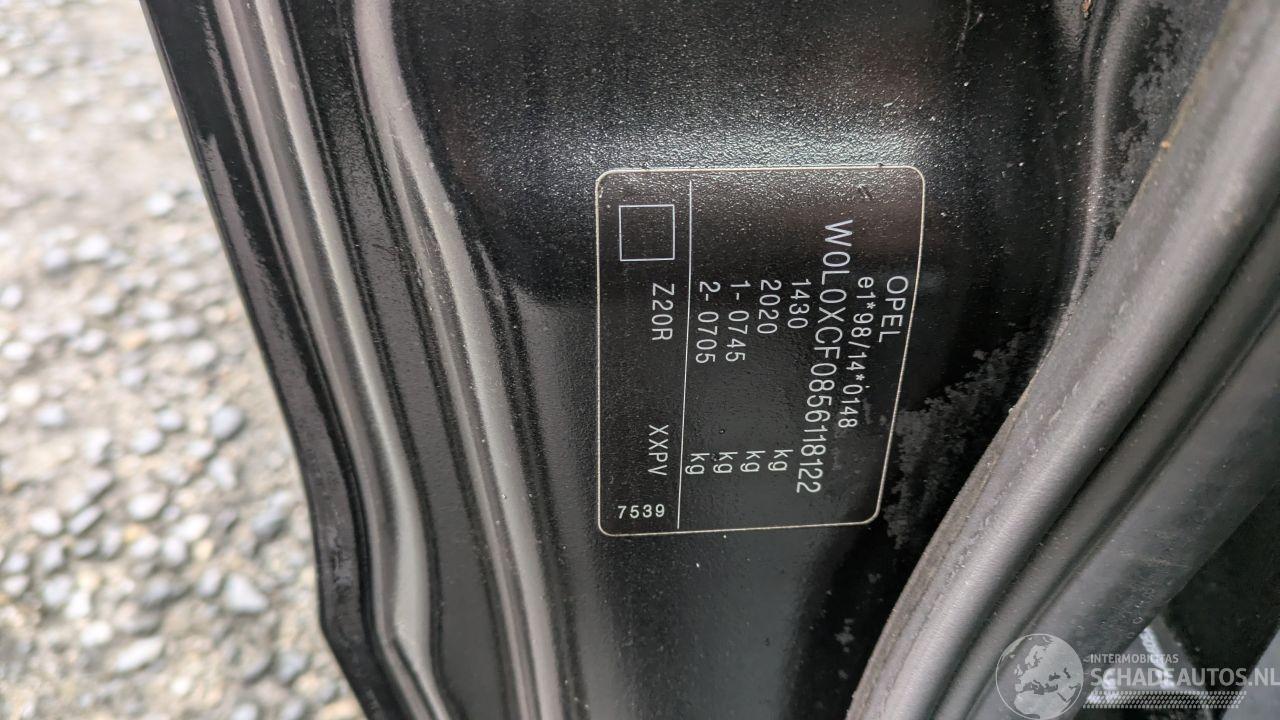 OPEL
e1*98/14*0148
W0L0XCF0856118122
1430 kg
2020 kg
1- 0745 kg
2- 0705 kg
Z20R XXPV
7539
INTERMOBILITAS
SCHADEAUTOS.NL